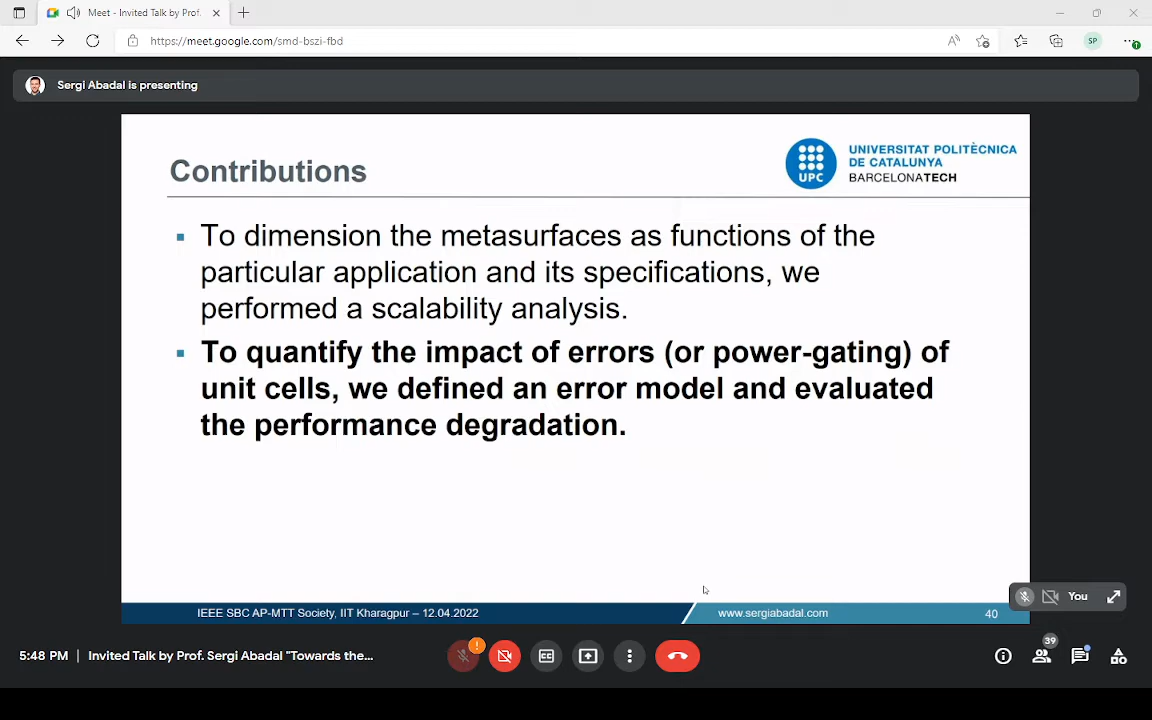 Meet - Invited Talk by Prof.
https://meet.google.com/smd-bszi-fbd
SP
Sergi Abadal is presenting
Contributions
UPC
UNIVERSITAT POLITÈCNICA
DE CATALUNYA
BARCELONATECH
To dimension the metasurfaces as functions of the
particular application and its specifications, we
performed a scalability analysis.
To quantify the impact of errors (or power-gating) of
unit cells, we defined an error model and evaluated
the performance degradation.
IEEE SBC AP-MTT Society, IIT Kharagpur – 12.04.2022
www.sergiabadal.com
40
You
5:48 PM | Invited Talk by Prof. Sergi Abadal "Towards the...
39